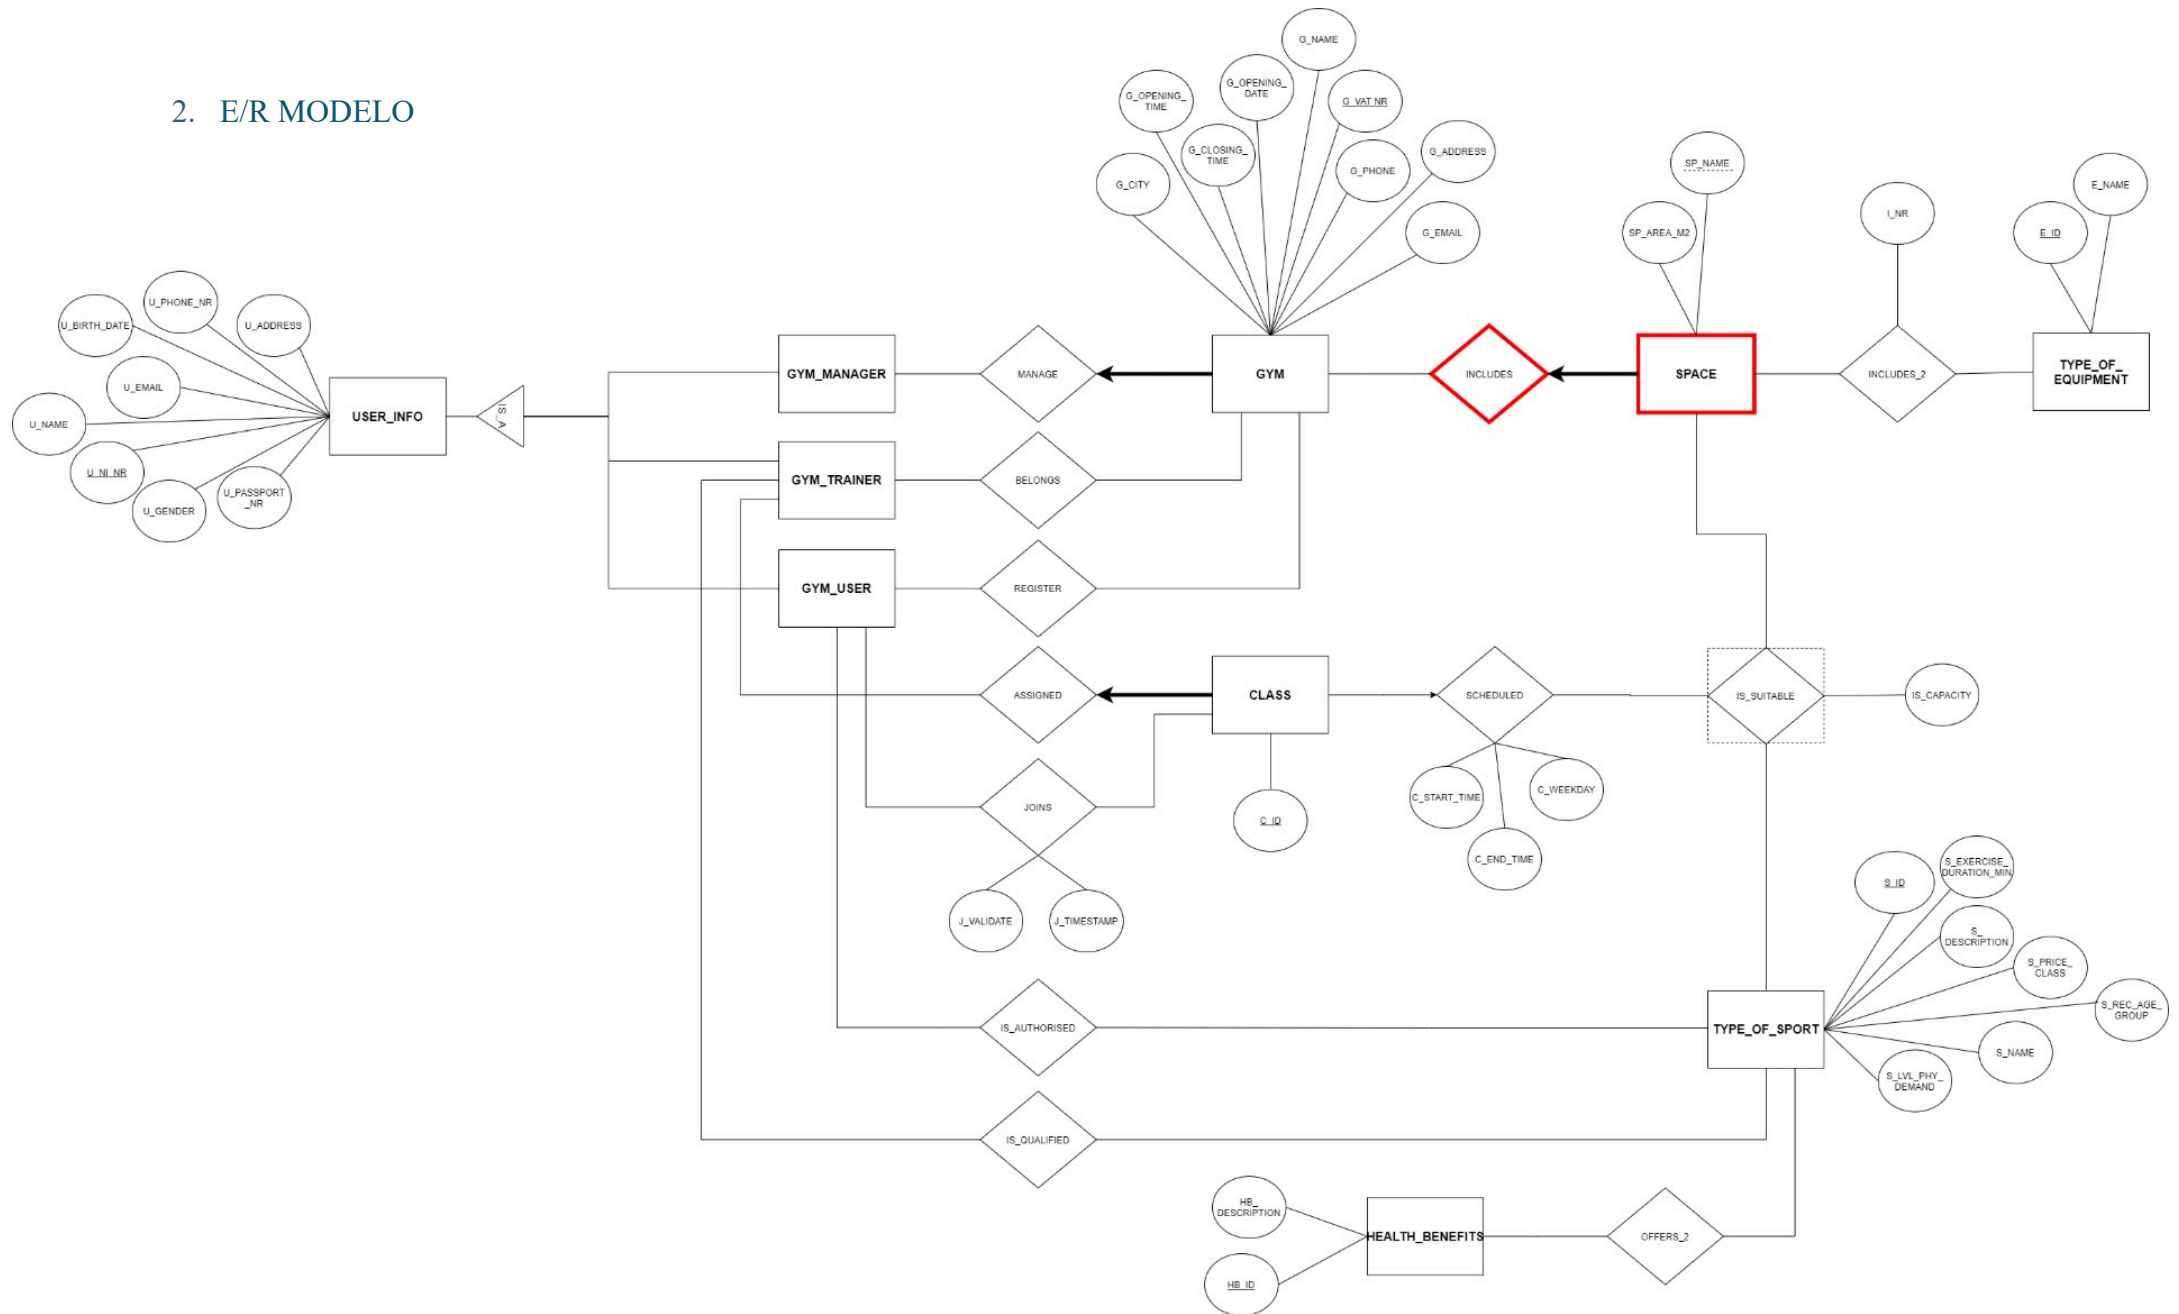 2. E/R MODELO
G_NAME
G_OPENING_
TIME
G_OPENING_
DATE
G_VAT NR
G_CLOSING_
TIME
G_ADDRESS
G_PHONE
G_CITY
G_EMAIL
SP_NAME
SP_AREA_M2
I_NR
E_NAME
E_ID
U_PHONE_NR
U_BIRTH_DATE
U_ADDRESS
U_EMAIL
U_NAME
U_NI_NR
U_GENDER
U_PASSPORT
_NR
USER_INFO
IS_A
GYM_MANAGER
MANAGE
GYM
INCLUDES
SPACE
INCLUDES_2
TYPE_OF_
EQUIPMENT
GYM_TRAINER
BELONGS
GYM_USER
REGISTER
ASSIGNED
CLASS
SCHEDULED
IS_SUITABLE
IS_CAPACITY
C_START_TIME
C_WEEKDAY
C_END_TIME
JOINS
C_ID
J_VALIDATE
J_TIMESTAMP
S_ID
S_EXERCISE_
DURATION_MIN
S_
DESCRIPTION
S_PRICE_
CLASS
S_REC_AGE_
GROUP
S_NAME
S_LVL_PHY_
DEMAND
IS_AUTHORISED
TYPE_OF_SPORT
IS_QUALIFIED
HB_
DESCRIPTION
HEALTH_BENEFITS
OFFERS_2
HB_ID